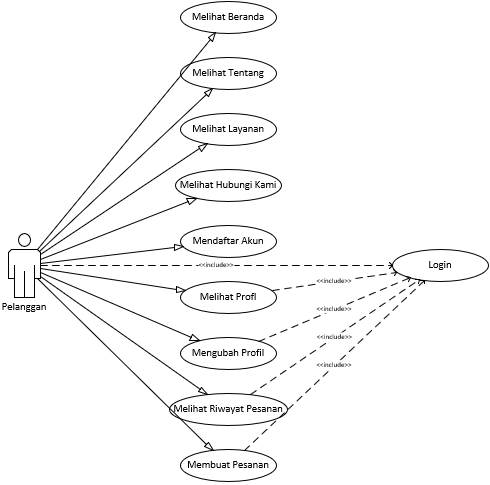 Melihat Beranda
Melihat Tentang
Melihat Layanan
Melihat Hubungi Kami
Mendaftar Akun
<<include>>
Login
Melihat Profl
<<include>>
Pelanggan
<<include>>
<<include>>
Mengubah Profil
<<include>>
Melihat Riwayat Pesanan
Membuat Pesanan